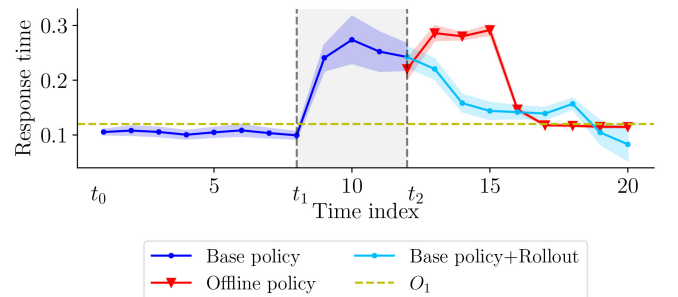 0.3
0.2
0.1
Response time
t0 5 t1 10 t2 15 20
Time index
Base policy
Base policy+Rollout
Offline policy
O1